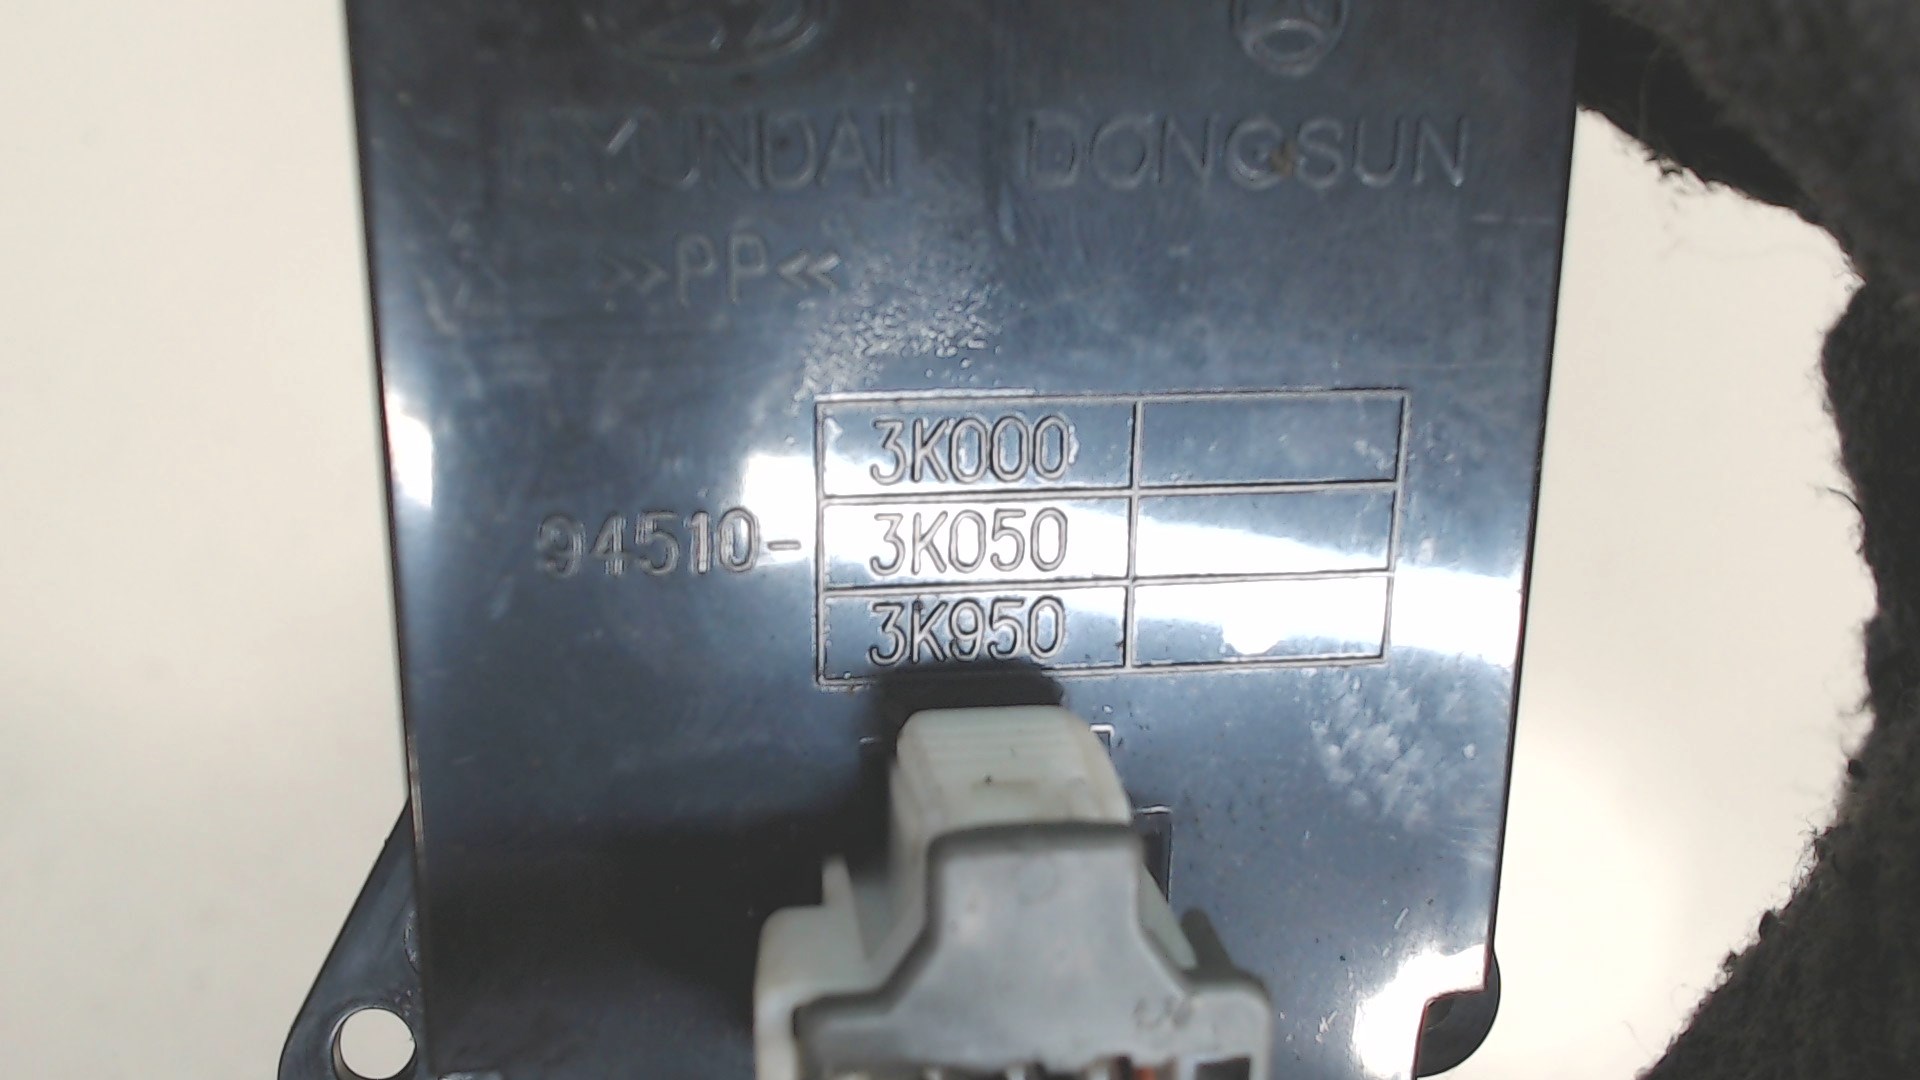 HYUNDAI DONGSUN
>>PP<<
3K000
94510- 3K050
3K950